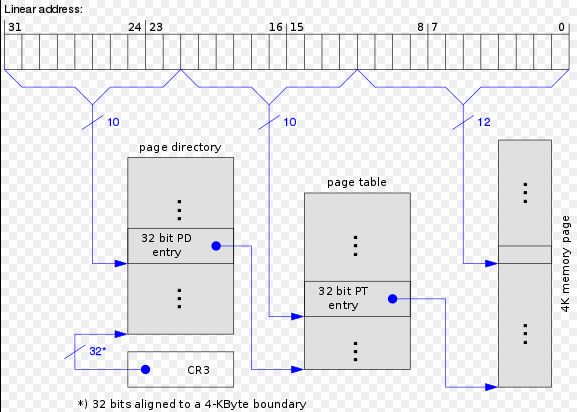 Linear address:
31 24 23 16 15 8 7 0
10 10 12
page directory
page table
32 bit PD
entry
32 bit PT
entry
4K memory page
32*
CR3
*) 32 bits aligned to a 4-KByte boundary